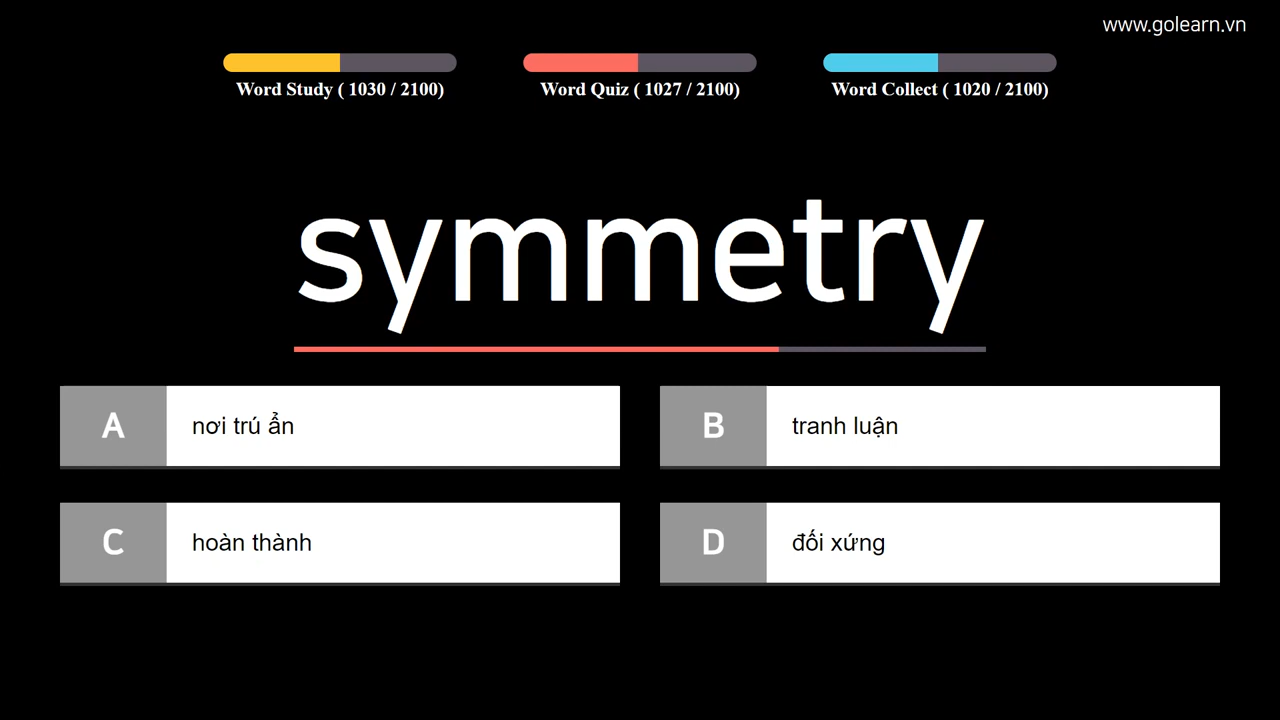 www.golearn.vn
Word Study ( 1030 / 2100)
Word Quiz ( 1027 / 2100)
Word Collect ( 1020 / 2100)
symmetry
A nơi trú ẩn
B tranh luận
C hoàn thành
D đối xứng